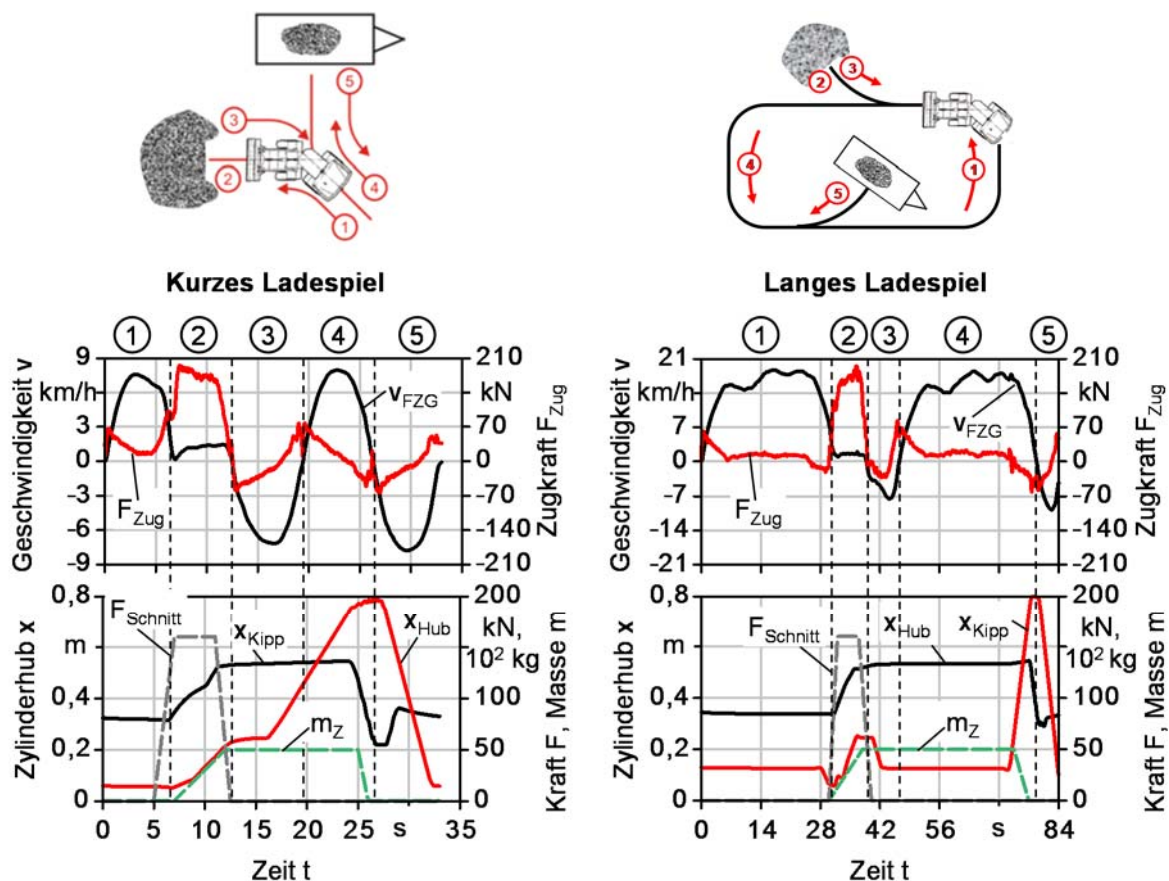 5
3
2
4
1
3
2
4
1
5
Kurzes Ladespiel
Langes Ladespiel
1 2 3 4 5
Geschwindigkeit v
9
km/h
3
0
-3
-6
-9
210
kN
70
0
-70
-140
-210
Zugkraft F_Zug
v_FZG
F_Zug
1 2 3 4 5
Geschwindigkeit v
21
km/h
7
0
-7
-14
-21
210
kN
70
0
-70
-140
-210
Zugkraft F_Zug
v_FZG
F_Zug
Zylinderhub x
0,8
m
0,4
0,2
0
F_Schnitt
x_Kipp
x_Hub
m_Z
200
kN,
10² kg
100
50
0
Kraft F, Masse m
0 5 10 15 20 25 s 35
Zeit t
Zylinderhub x
0,8
m
0,4
0,2
0
F_Schnitt
x_Hub
x_Kipp
m_Z
200
kN,
10² kg
100
50
0
Kraft F, Masse m
0 14 28 42 56 s 84
Zeit t